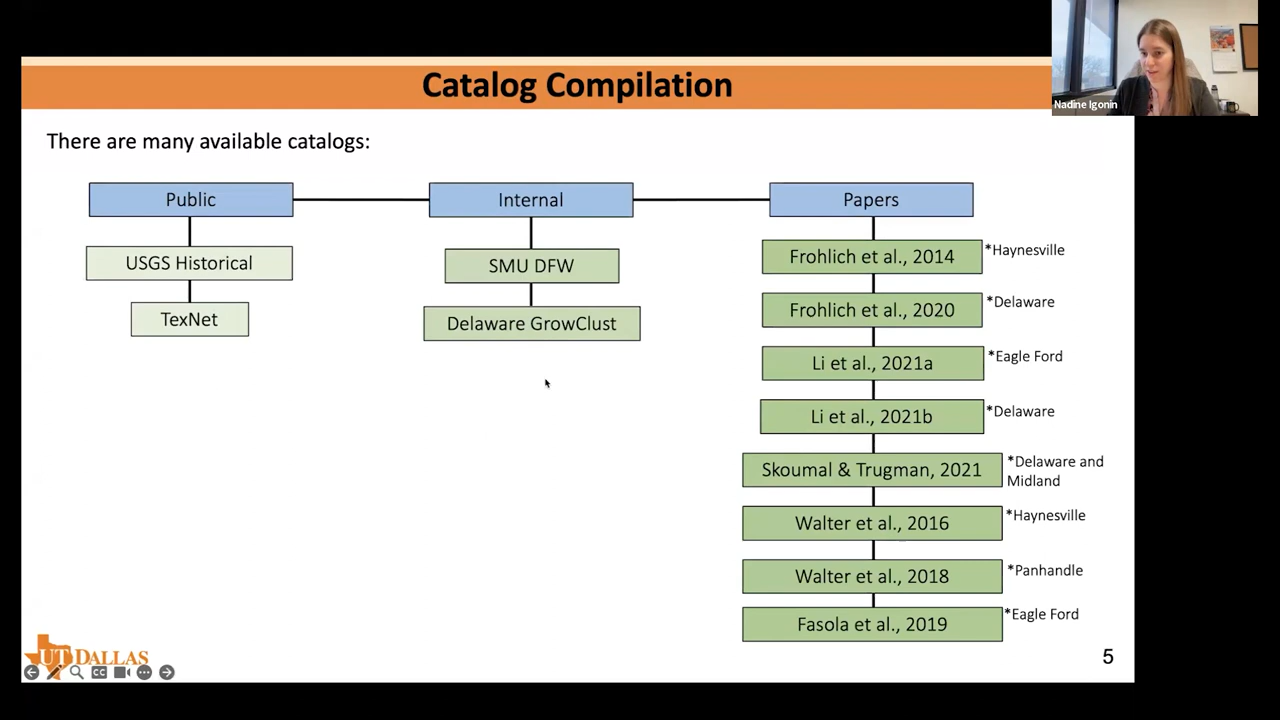 Catalog Compilation
Nadine Igonin
There are many available catalogs:
Public
Internal
Papers
USGS Historical
TexNet
SMU DFW
Delaware GrowClust
Frohlich et al., 2014
*Haynesville
Frohlich et al., 2020
*Delaware
Li et al., 2021a
*Eagle Ford
Li et al., 2021b
*Delaware
Skoumal & Trugman, 2021
*Delaware and
Midland
Walter et al., 2016
*Haynesville
Walter et al., 2018
*Panhandle
Fasola et al., 2019
*Eagle Ford
UT DALLAS
CC
5